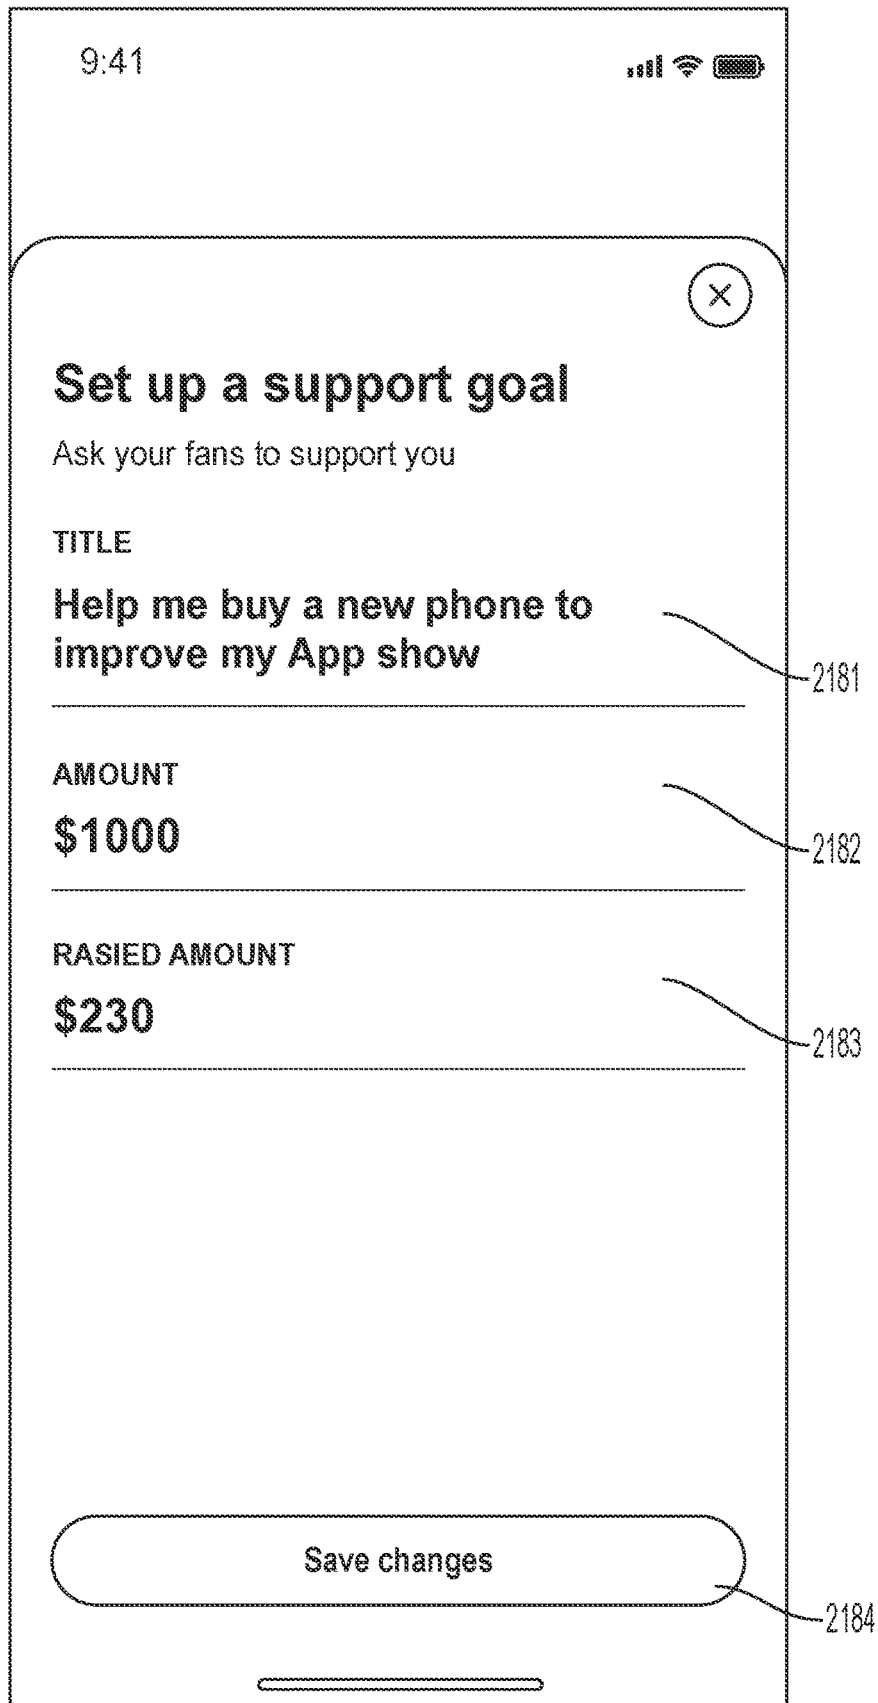 9:41
Set up a support goal
Ask your fans to support you
TITLE
Help me buy a new phone to
improve my App show
2181
AMOUNT
$1000
2182
RASIED AMOUNT
$230
2183
Save changes
2184